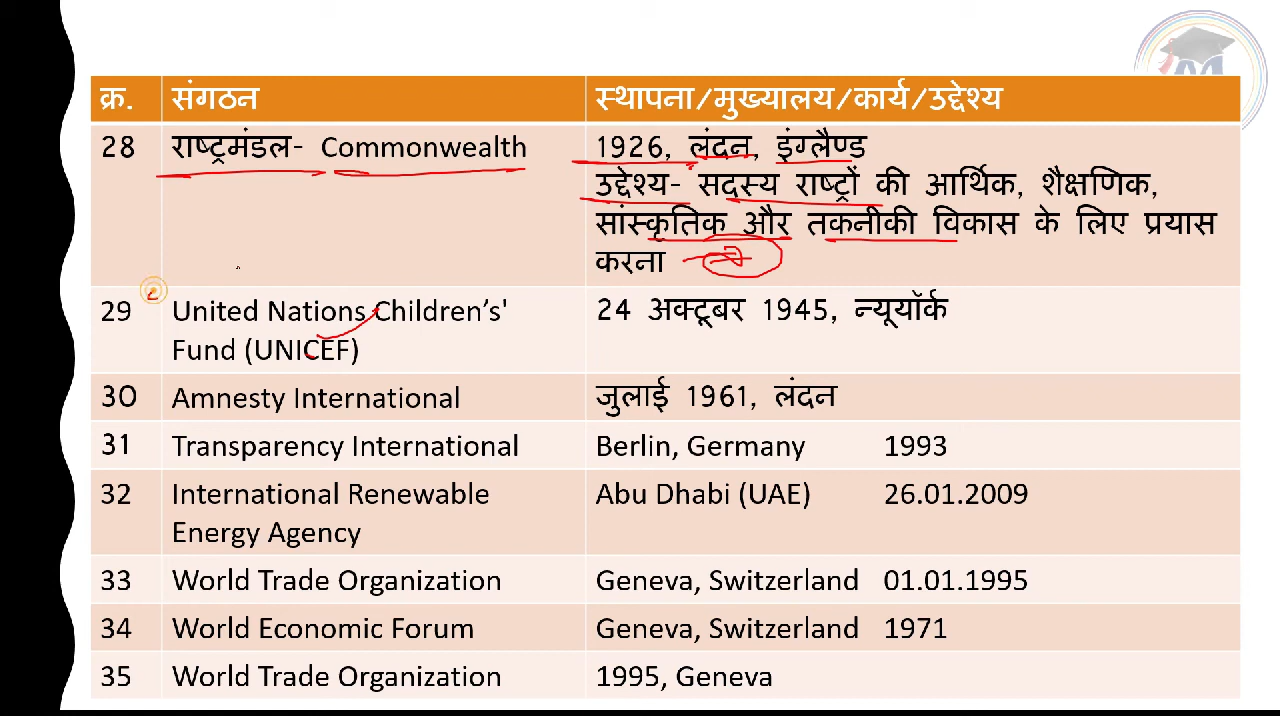 क्र. संगठन स्थापना/मुख्यालय/कार्य/उद्देश्य
28 राष्ट्रमंडल- Commonwealth 1926, लंदन, इंग्लैण्ड
उद्देश्य- सदस्य राष्ट्रों की आर्थिक, शैक्षणिक,
सांस्कृतिक और तकनीकी विकास के लिए प्रयास
करना
29 United Nations Children’s' 24 अक्टूबर 1945, न्यूयॉर्क
Fund (UNICEF)
30 Amnesty International जुलाई 1961, लंदन
31 Transparency International Berlin, Germany 1993
32 International Renewable Abu Dhabi (UAE) 26.01.2009
Energy Agency
33 World Trade Organization Geneva, Switzerland 01.01.1995
34 World Economic Forum Geneva, Switzerland 1971
35 World Trade Organization 1995, Geneva